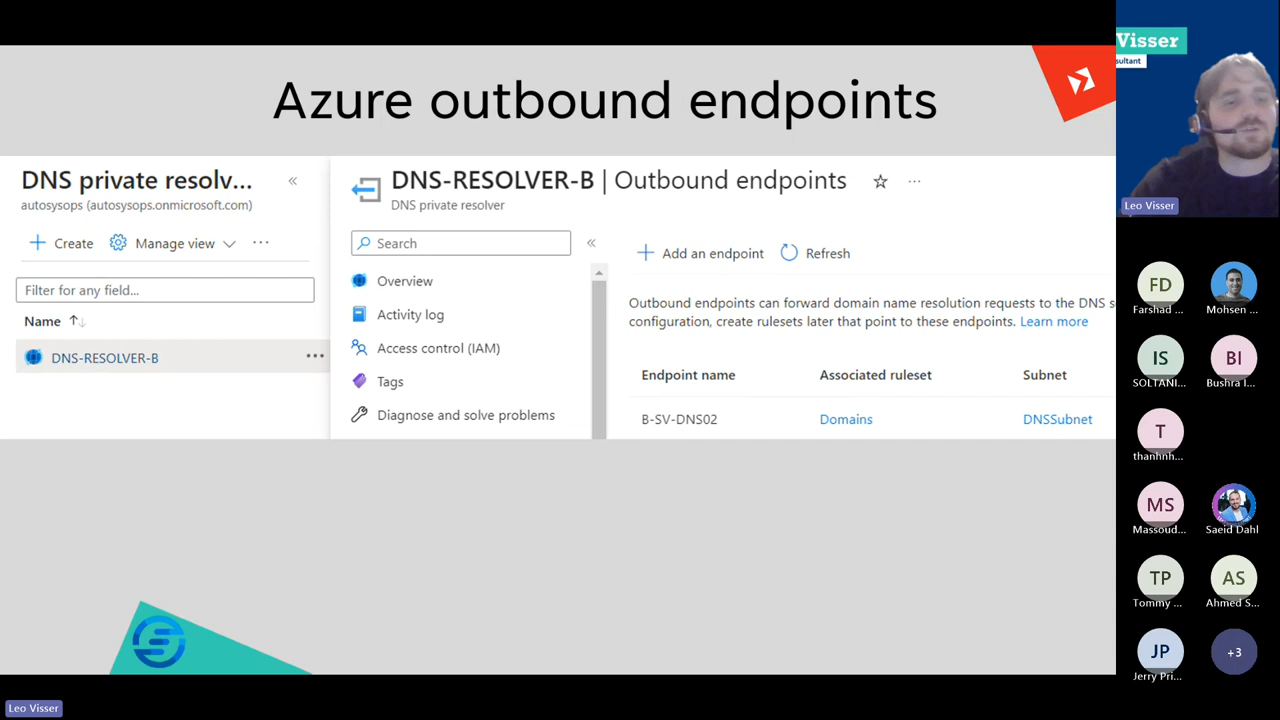 Azure outbound endpoints
DNS private resolv...
autosysops (autosysops.onmicrosoft.com)
Create
Manage view
Filter for any field...
Name
DNS-RESOLVER-B
DNS-RESOLVER-B | Outbound endpoints
DNS private resolver
Search
Overview
Activity log
Access control (IAM)
Tags
Diagnose and solve problems
Add an endpoint
Refresh
Outbound endpoints can forward domain name resolution requests to the DNS s
configuration, create rulesets later that point to these endpoints. Learn more
Endpoint name Associated ruleset Subnet
B-SV-DNS02 Domains DNSSubnet
Visser
sultant
Leo Visser
FD
Farshad ...
Mohsen ...
IS
SOLTANI...
BI
Bushra I...
T
thanhnh...
MS
Massoud...
Saeid Dahl
TP
Tommy ...
AS
Ahmed S...
JP
Jerry Pri...
+3
Leo Visser